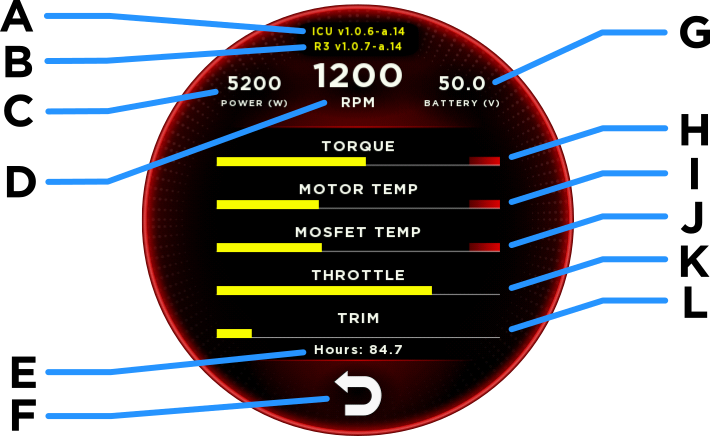 A
ICU v1.0.6-a.14
B
R3 v1.0.7-a.14
G
C
5200
POWER (W)
1200
RPM
50.0
BATTERY (V)
D
H
TORQUE
I
MOTOR TEMP
J
MOSFET TEMP
K
THROTTLE
L
TRIM
E
Hours: 84.7
F